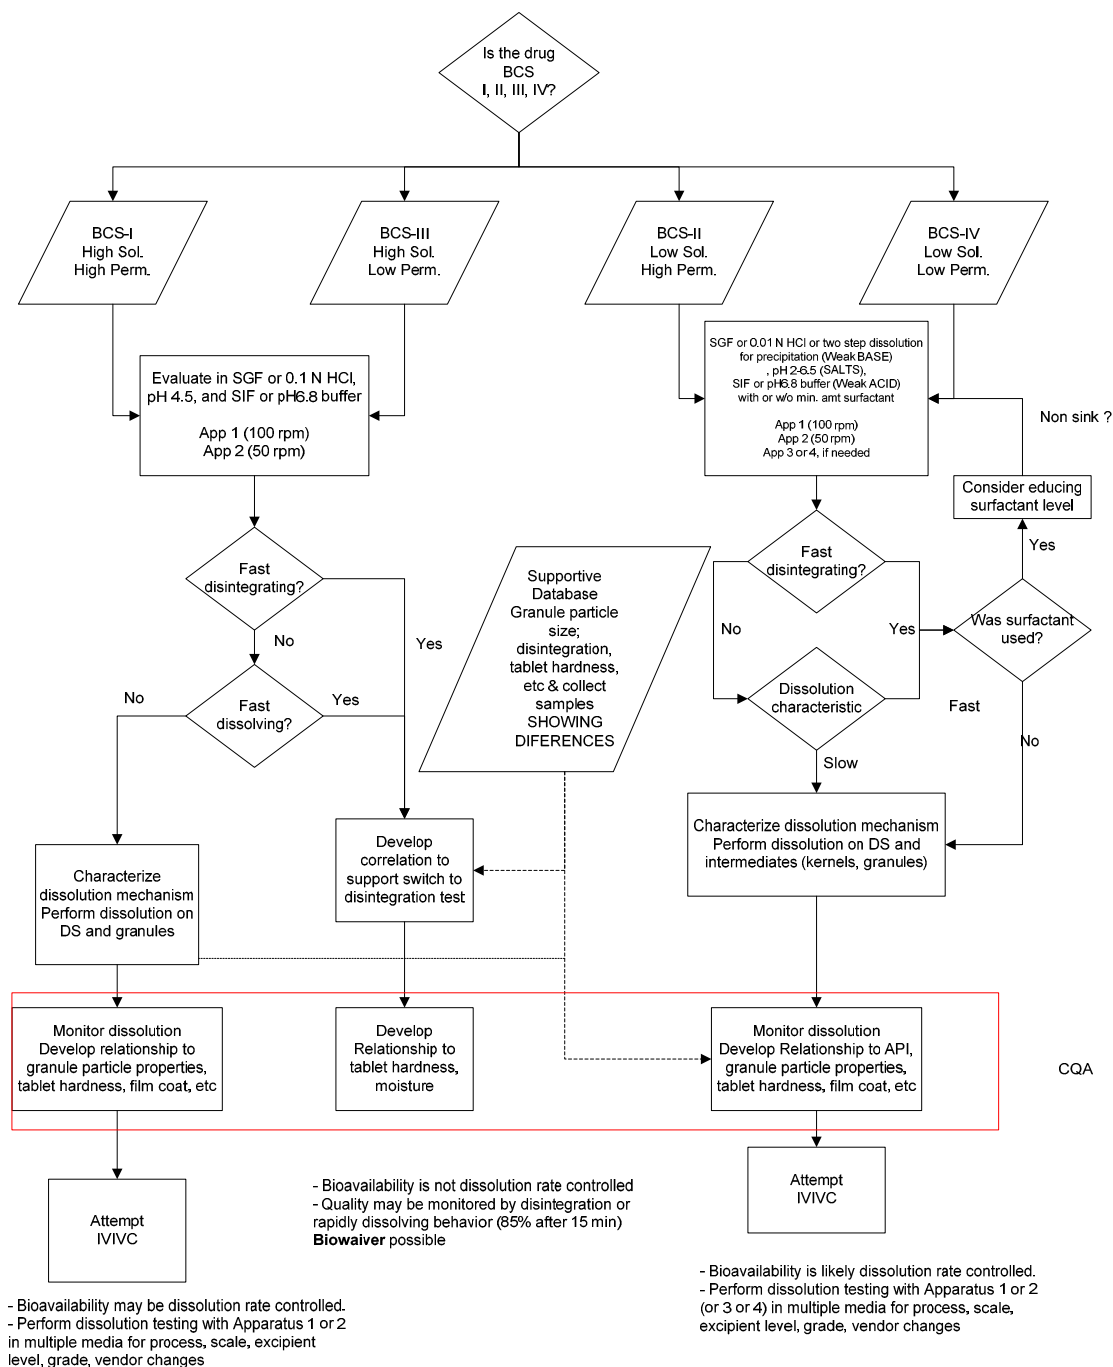 Is the drug
BCS
I, II, III, IV?
BCS-I
High Sol.
High Perm.
BCS-III
High Sol.
Low Perm.
BCS-II
Low Sol.
High Perm.
BCS-IV
Low Sol.
Low Perm.
Evaluate in SGF or 0.1 N HCl,
pH 4.5, and SIF or pH6.8 buffer
App 1 (100 rpm)
App 2 (50 rpm)
SGF or 0.01 N HCl or two step dissolution
for precipitation (Weak BASE)
, pH 2-6.5 (SALTS),
SIF or pH6.8 buffer (Weak ACID)
with or w/o min. amt surfactant
App 1 (100 rpm)
App 2 (50 rpm)
App 3 or 4, if needed
Non sink ?
Consider educing
surfactant level
Yes
Fast
disintegrating?
No
Yes
Fast
dissolving?
No
Yes
Supportive
Database
Granule particle
size;
disintegration,
tablet hardness,
etc & collect
samples
SHOWING
DIFERENCES
Fast
disintegrating?
No
Yes
Was surfactant
used?
Dissolution
characteristic
Fast
No
Slow
Characterize
dissolution mechanism
Perform dissolution on
DS and granules
Develop
correlation to
support switch to
disintegration test
Characterize dissolution mechanism
Perform dissolution on DS and
intermediates (kernels, granules)
Monitor dissolution
Develop relationship to
granule particle properties,
tablet hardness, film coat, etc
Develop
Relationship to
tablet hardness,
moisture
Monitor dissolution
Develop Relationship to API,
granule particle properties,
tablet hardness, film coat, etc
CQA
Attempt
IVIVC
- Bioavailability is not dissolution rate controlled
- Quality may be monitored by disintegration or
rapidly dissolving behavior (85% after 15 min)
Biowaiver possible
Attempt
IVIVC
- Bioavailability may be dissolution rate controlled.
- Perform dissolution testing with Apparatus 1 or 2
in multiple media for process, scale, excipient
level, grade, vendor changes
- Bioavailability is likely dissolution rate controlled.
- Perform dissolution testing with Apparatus 1 or 2
(or 3 or 4) in multiple media for process, scale,
excipient level, grade, vendor changes